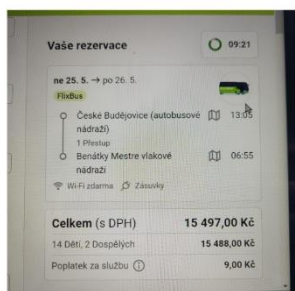 Vaše rezervace
09:21
ne 25. 5. → po 26. 5.
FlixBus
České Budějovice (autobusové nádraží)
13:05
1 Přestup
Benátky Mestre vlakové nádraží
06:55
Wi-Fi zdarma Zásuvky
Celkem (s DPH) 15 497,00 Kč
14 Dětí, 2 Dospělých 15 488,00 Kč
Poplatek za službu 9,00 Kč